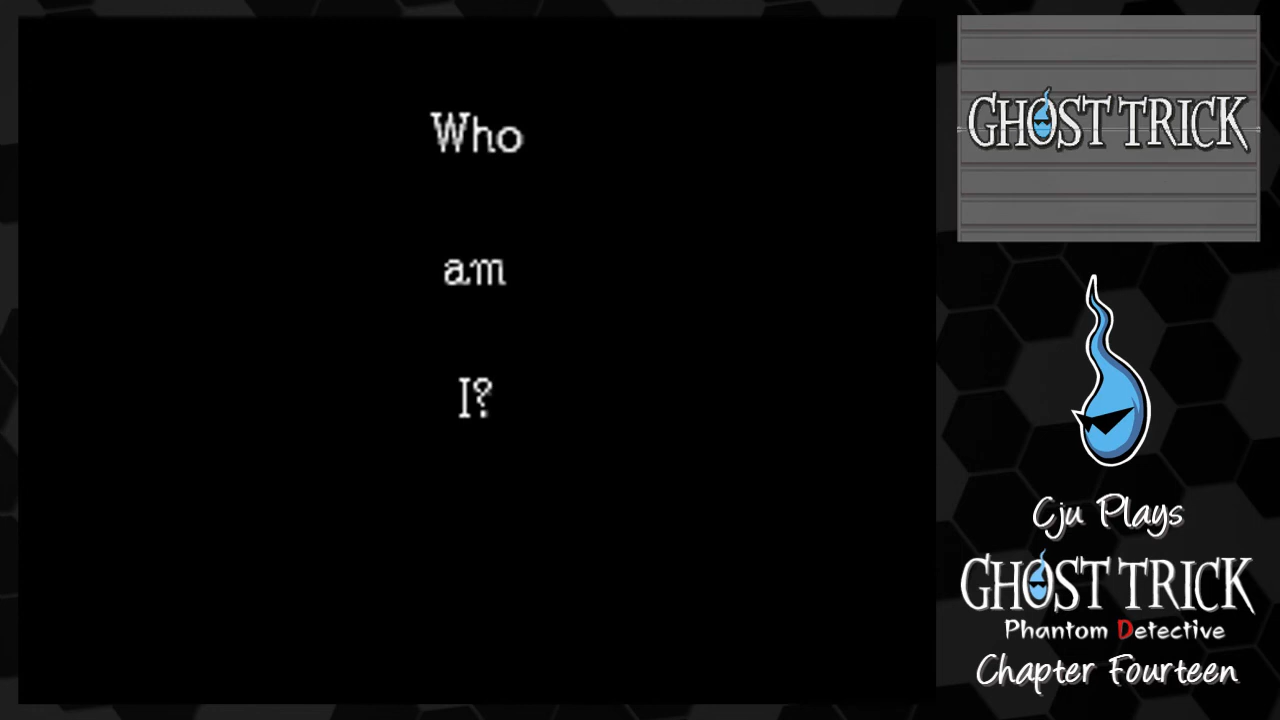 Who
am
I?
GHOST TRICK
Cju Plays
GHOST TRICK
Phantom Detective
Chapter Fourteen